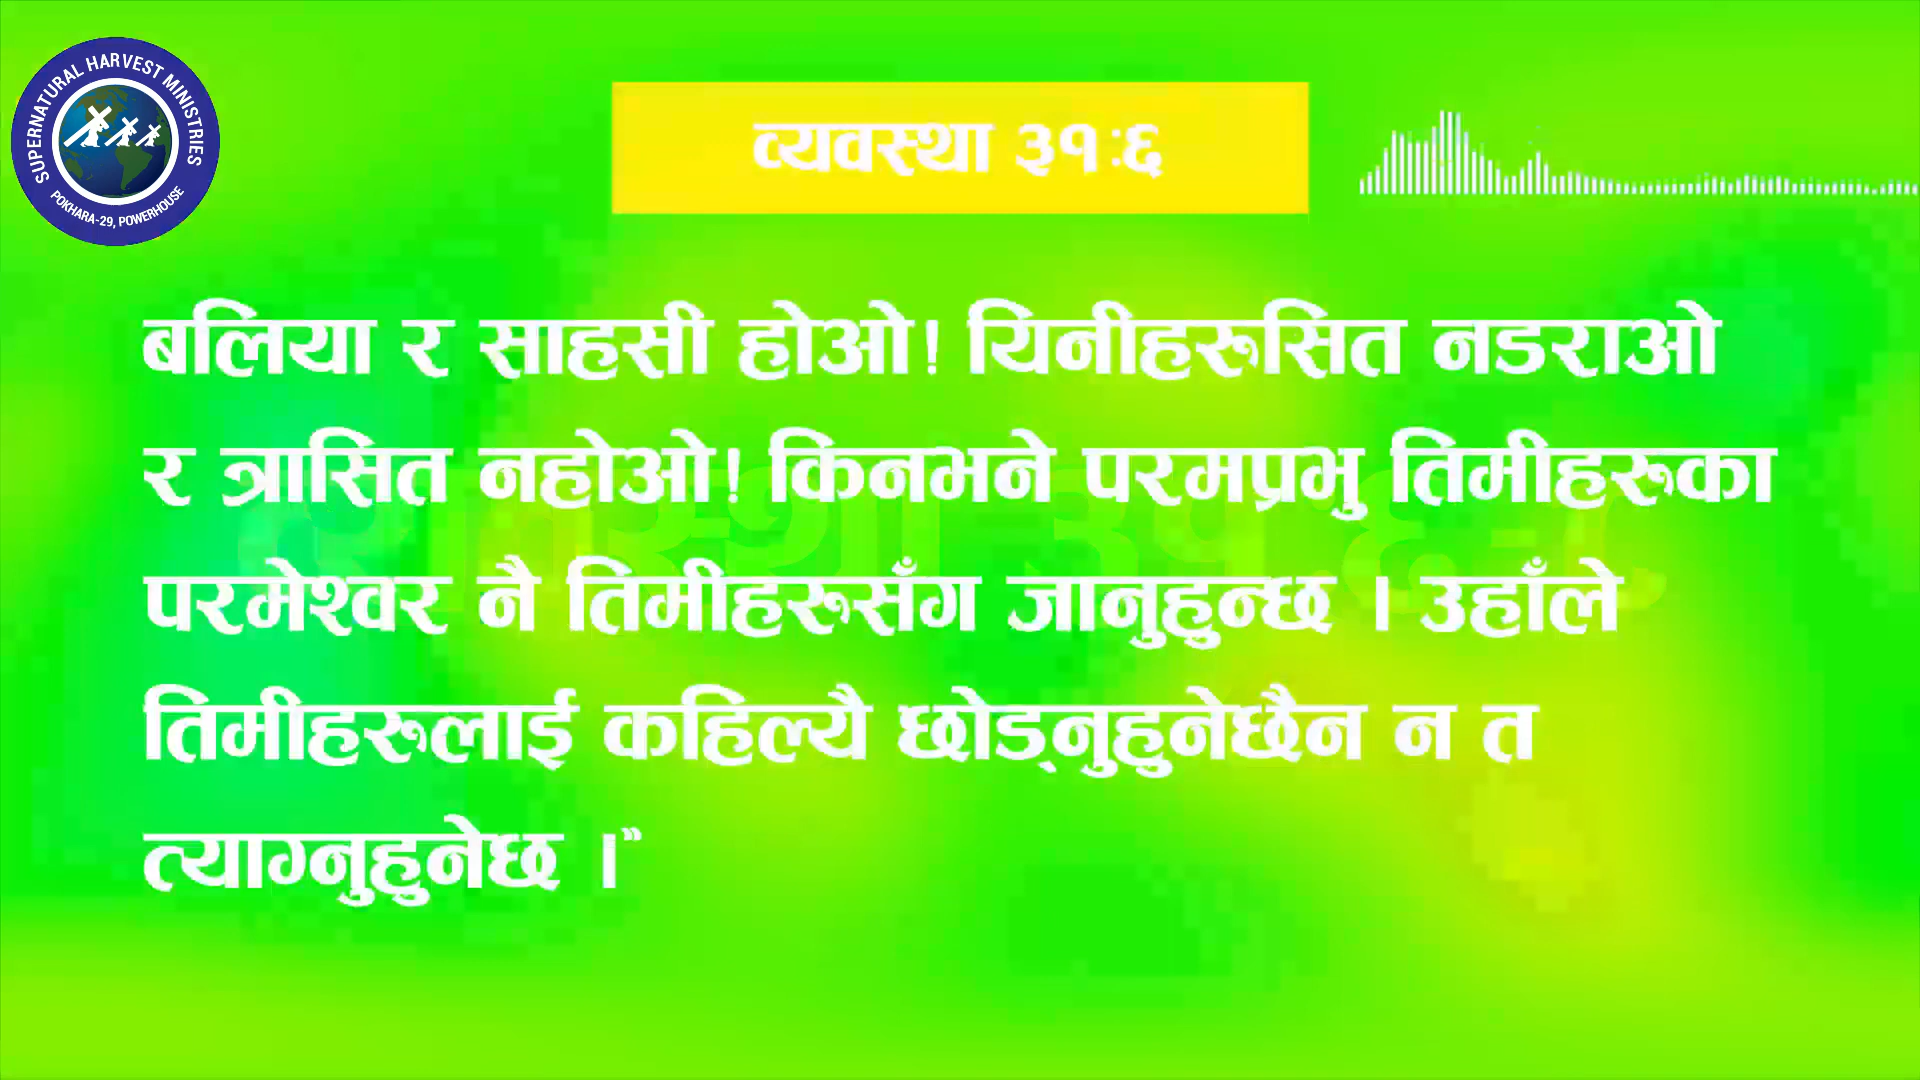 SUPERNATURAL HARVEST MINISTRIES
POKHARA-29, POWERHOUSE
व्यवस्था ३१:६
बलिया र साहसी होओ! यिनीहरूसित नडराओ
र त्रासित नहोओ! किनभने परमप्रभु तिमीहरूका
परमेश्वर नै तिमीहरूसँग जानुहुन्छ । उहाँले
तिमीहरूलाई कहिल्यै छोड्नुहुनेछैन न त
त्याग्नुहुनेछ ।”